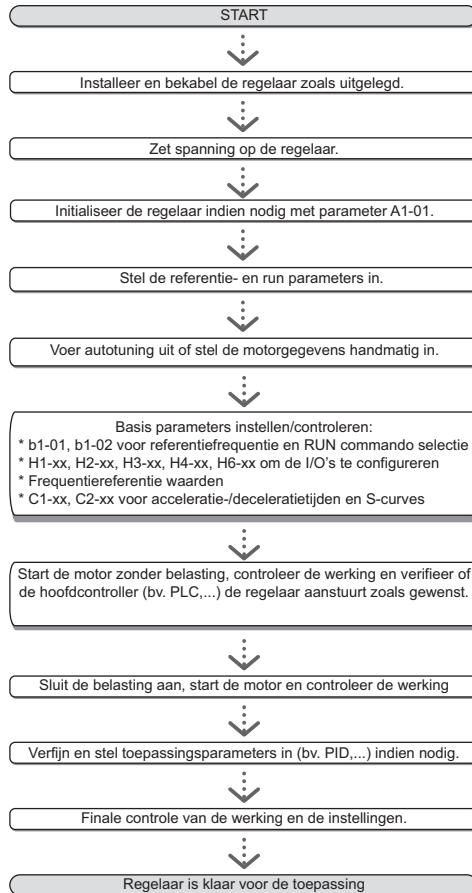 START
Installeer en bekabel de regelaar zoals uitgelegd.
Zet spanning op de regelaar.
Initialiseer de regelaar indien nodig met parameter A1-01.
Stel de referentie- en run parameters in.
Voer autotuning uit of stel de motorgegevens handmatig in.
Basis parameters instellen/controleren:
* b1-01, b1-02 voor referentiefrequentie en RUN commando selectie
* H1-xx, H2-xx, H3-xx, H4-xx, H6-xx om de I/O's te configureren
* Frequentiereferentie waarden
* C1-xx, C2-xx voor acceleratie-/deceleratietijden en S-curves
Start de motor zonder belasting, controleer de werking en verifieer of
de hoofdcontroller (bv. PLC,...) de regelaar aanstuurt zoals gewenst.
Sluit de belasting aan, start de motor en controleer de werking
Verfijn en stel toepassingsparameters in (bv. PID,...) indien nodig.
Finale controle van de werking en de instellingen.
Regelaar is klaar voor de toepassing